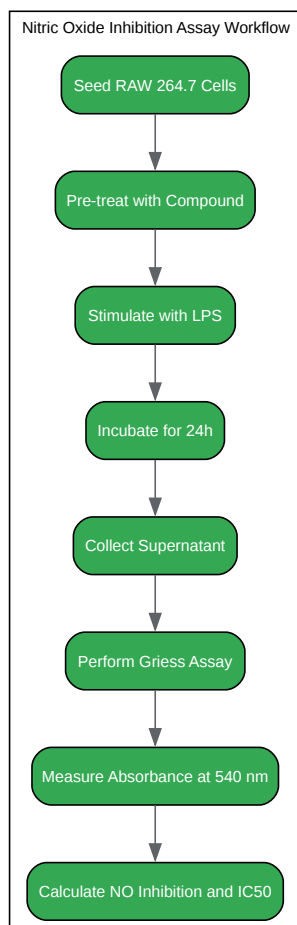 Nitric Oxide Inhibition Assay Workflow
Seed RAW 264.7 Cells
Pre-treat with Compound
Stimulate with LPS
Incubate for 24h
Collect Supernatant
Perform Griess Assay
Measure Absorbance at 540 nm
Calculate NO Inhibition and IC50